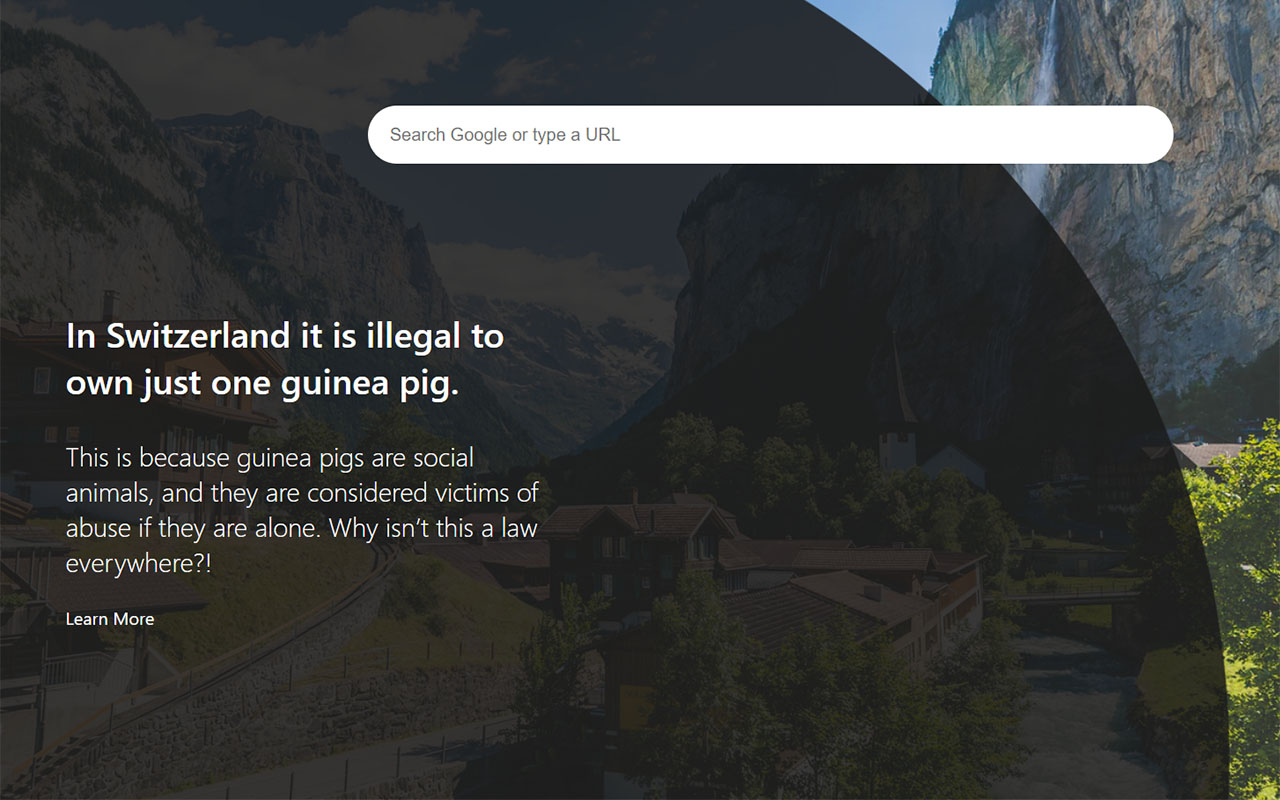 Search Google or type a URL
In Switzerland it is illegal to
own just one guinea pig.
This is because guinea pigs are social
animals, and they are considered victims of
abuse if they are alone. Why isn’t this a law
everywhere?!
Learn More